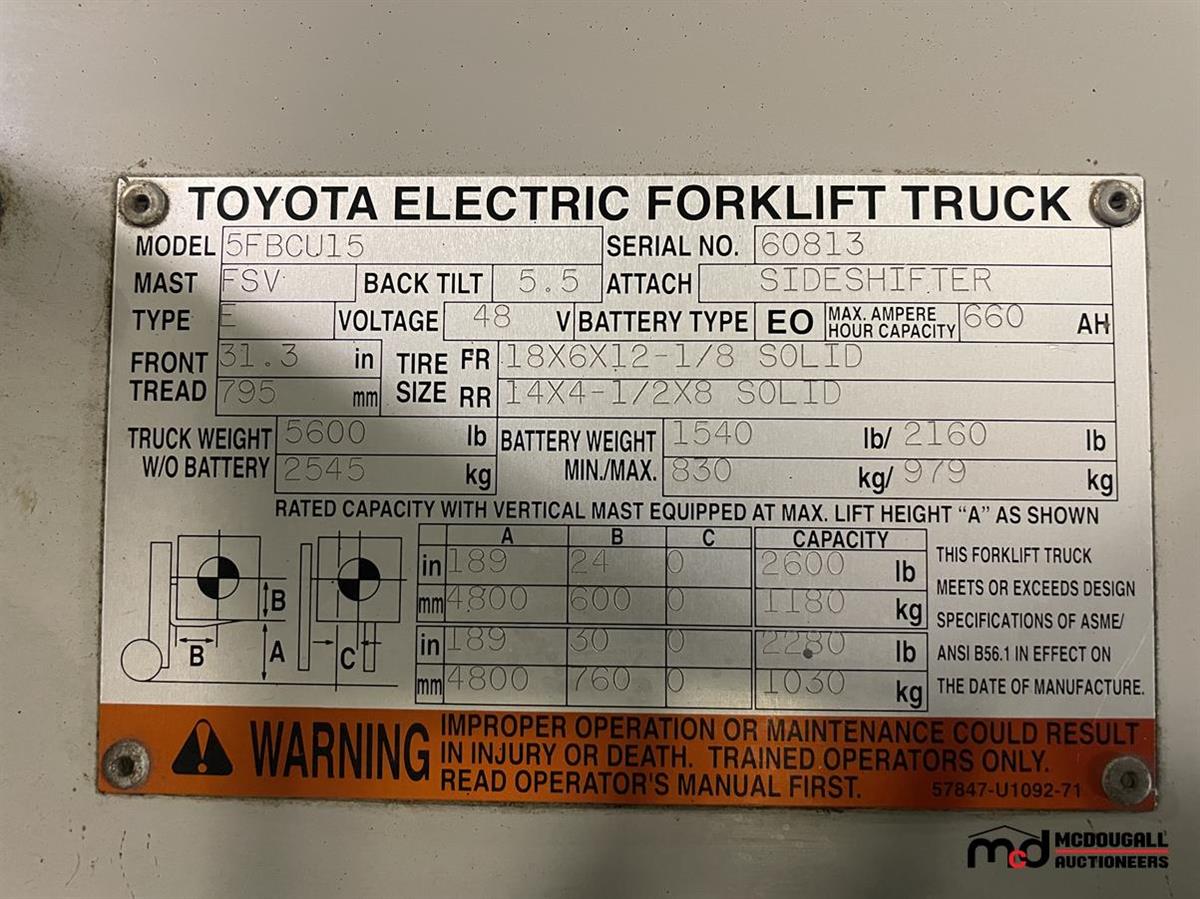 TOYOTA ELECTRIC FORKLIFT TRUCK
MODEL 5FBCU15 SERIAL NO. 60813
MAST FSV BACK TILT 5.5 ATTACH SIDESHIFTER
TYPE E VOLTAGE 48 V BATTERY TYPE EO MAX. AMPERE HOUR CAPACITY 660 AH
FRONT TREAD 31.3 in TIRE SIZE FR 18X6X12-1/8 SOLID
795 mm RR 14X4-1/2X8 SOLID
TRUCK WEIGHT 5600 lb BATTERY WEIGHT 1540 lb/ 2160 lb
W/O BATTERY 2545 kg MIN./MAX. 830 kg/ 979 kg
RATED CAPACITY WITH VERTICAL MAST EQUIPPED AT MAX. LIFT HEIGHT "A" AS SHOWN
A B C CAPACITY
in 189 24 0 2600 lb
mm 4800 600 0 1180 kg
in 189 30 0 2280 lb
mm 4800 760 0 1030 kg
B
B A C
THIS FORKLIFT TRUCK
MEETS OR EXCEEDS DESIGN
SPECIFICATIONS OF ASME/
ANSI B56.1 IN EFFECT ON
THE DATE OF MANUFACTURE.
WARNING
IMPROPER OPERATION OR MAINTENANCE COULD RESULT
IN INJURY OR DEATH. TRAINED OPERATORS ONLY.
READ OPERATOR'S MANUAL FIRST. 57847-U1092-71
mcd MCDOUGALL
AUCTIONEERS